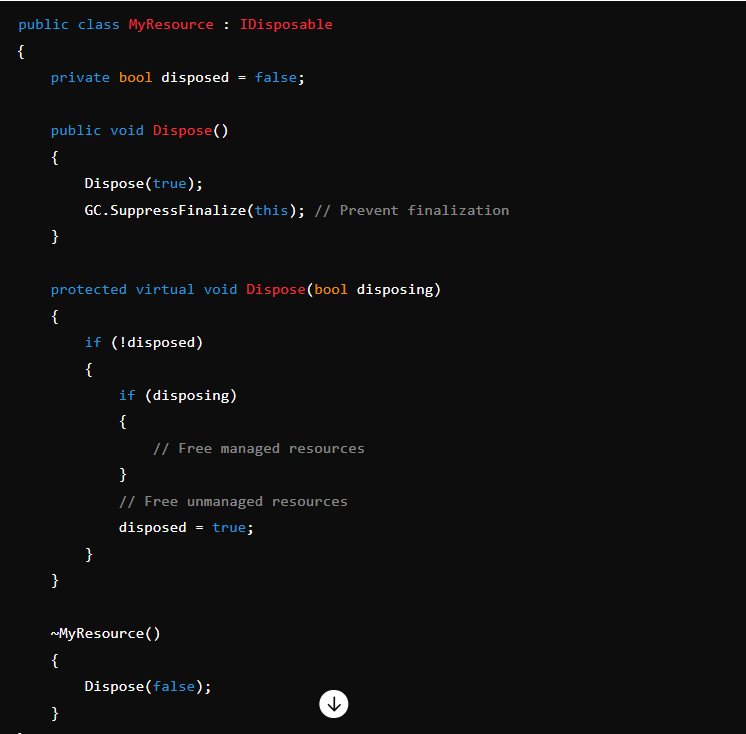 public class MyResource : IDisposable
{
    private bool disposed = false;

    public void Dispose()
    {
        Dispose(true);
        GC.SuppressFinalize(this); // Prevent finalization
    }

    protected virtual void Dispose(bool disposing)
    {
        if (!disposed)
        {
            if (disposing)
            {
                // Free managed resources
            }
            // Free unmanaged resources
            disposed = true;
        }
    }

    ~MyResource()
    {
        Dispose(false);
    }